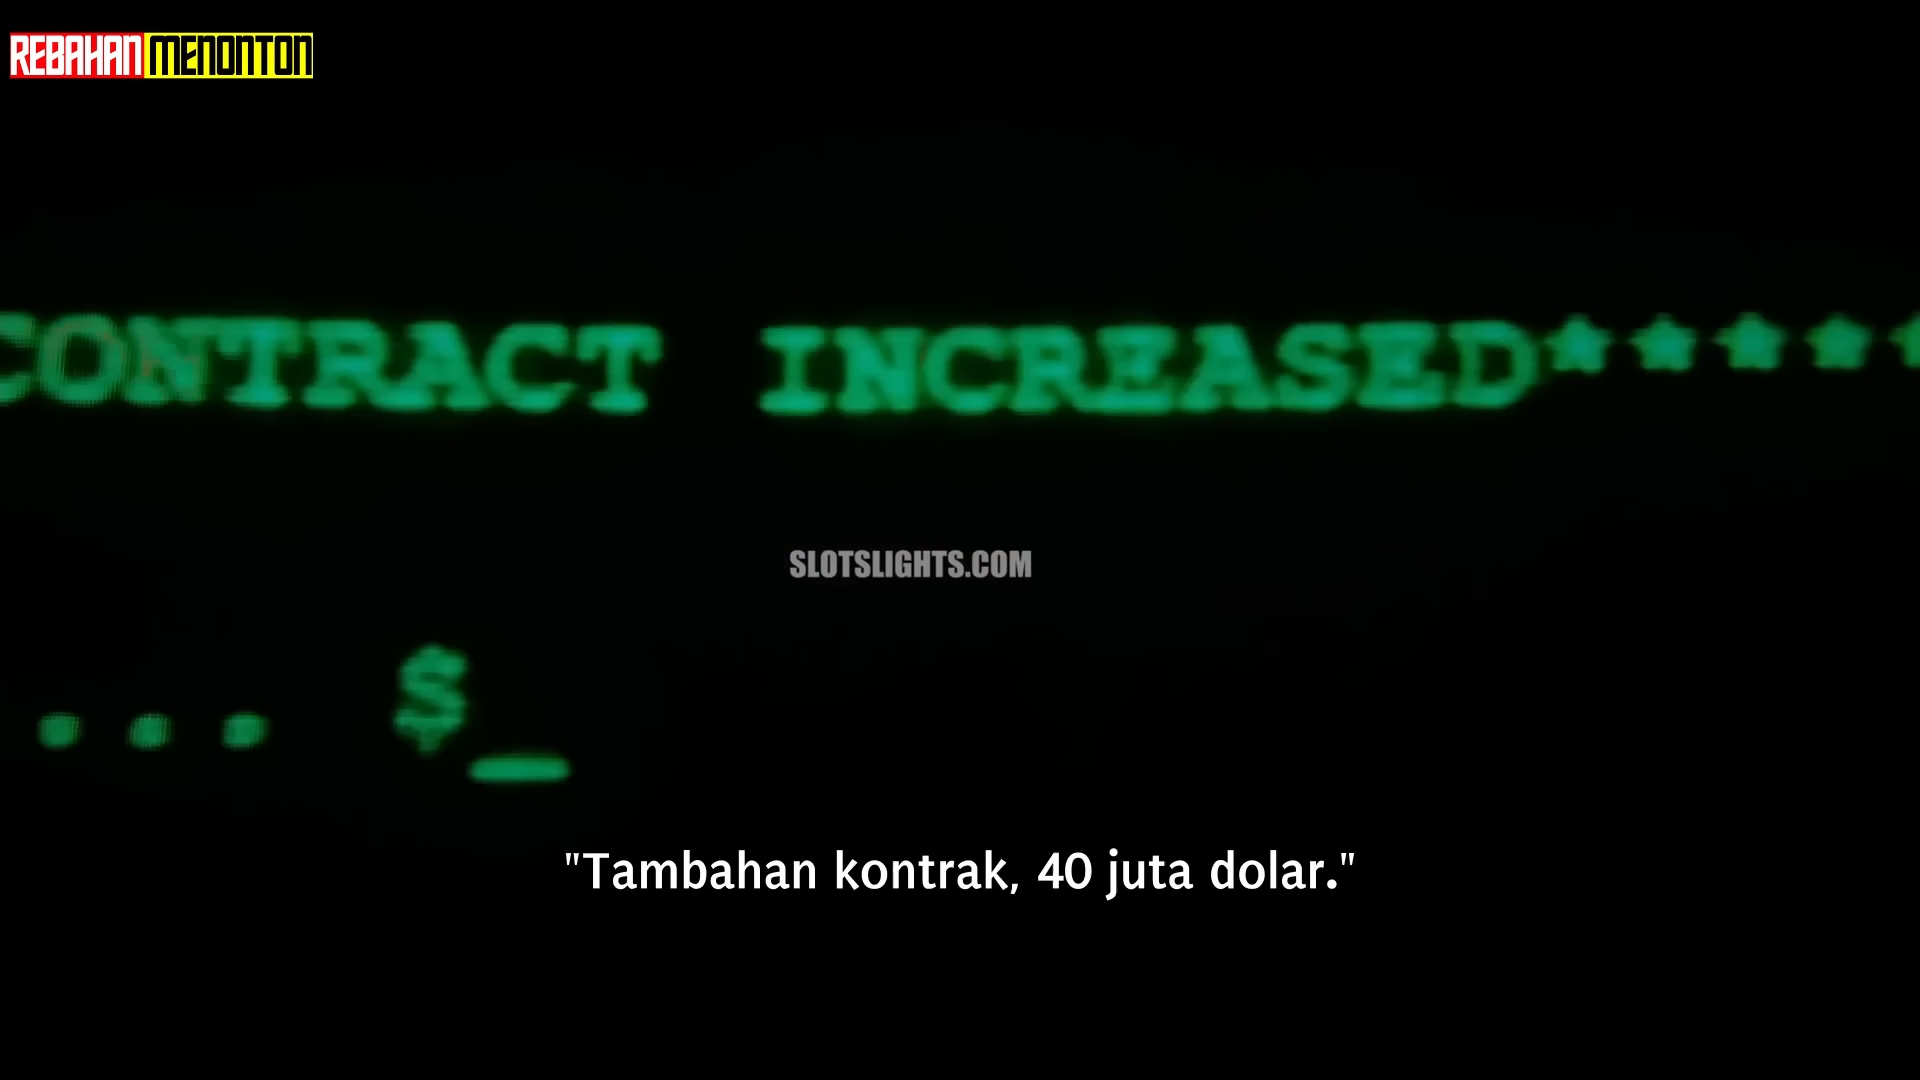 REBAHAN MENONTON
CONTRACT INCREASED*****
SLOTSLIGHTS.COM
... $_
"Tambahan kontrak, 40 juta dolar."